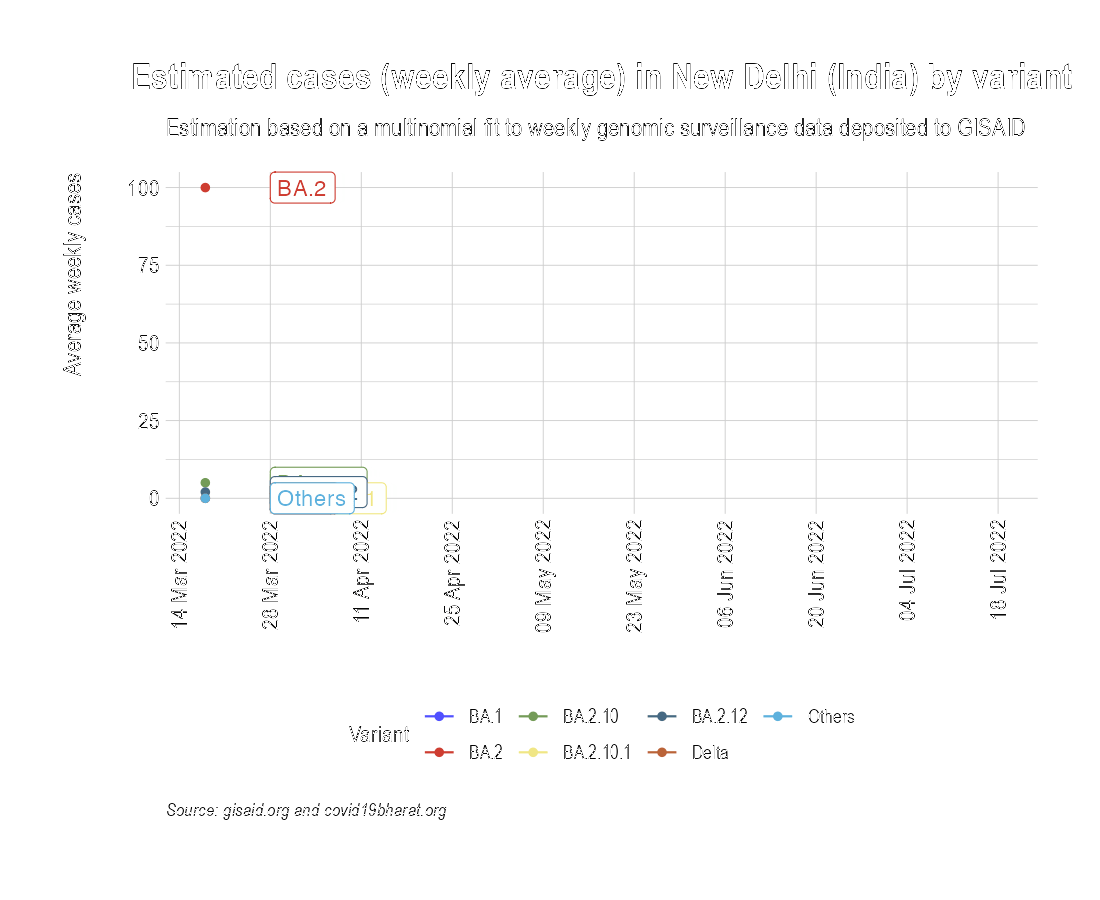 Estimated cases (weekly average) in New Delhi (India) by variant
Estimation based on a multinomial fit to weekly genomic surveillance data deposited to GISAID
Average weekly cases
100
75
50
25
0
BA.2
Others
1
14 Mar 2022
28 Mar 2022
11 Apr 2022
25 Apr 2022
09 May 2022
23 May 2022
06 Jun 2022
20 Jun 2022
04 Jul 2022
18 Jul 2022
Variant
BA.1
BA.2.10
BA.2.12
Others
BA.2
BA.2.10.1
Delta
Source: gisaid.org and covid19bharat.org